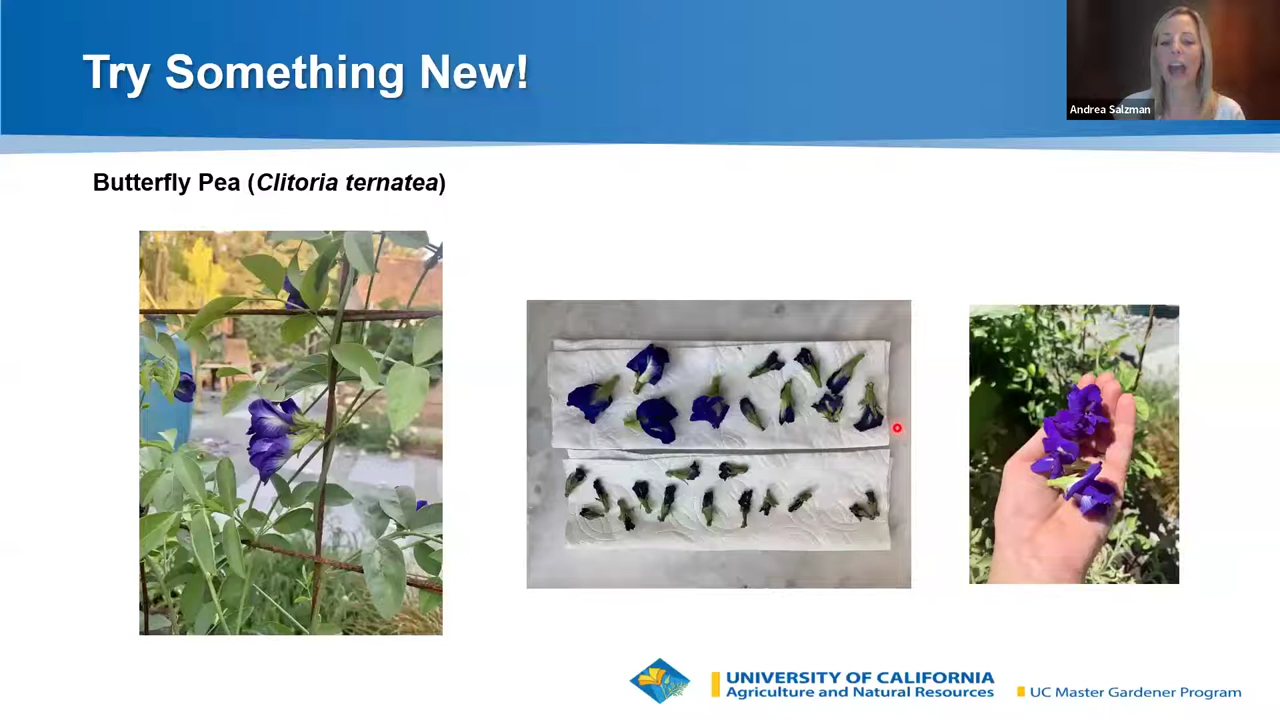 Try Something New!
Andrea Salzman
Butterfly Pea (Clitoria ternatea)
UNIVERSITY OF CALIFORNIA
Agriculture and Natural Resources
UC Master Gardener Program